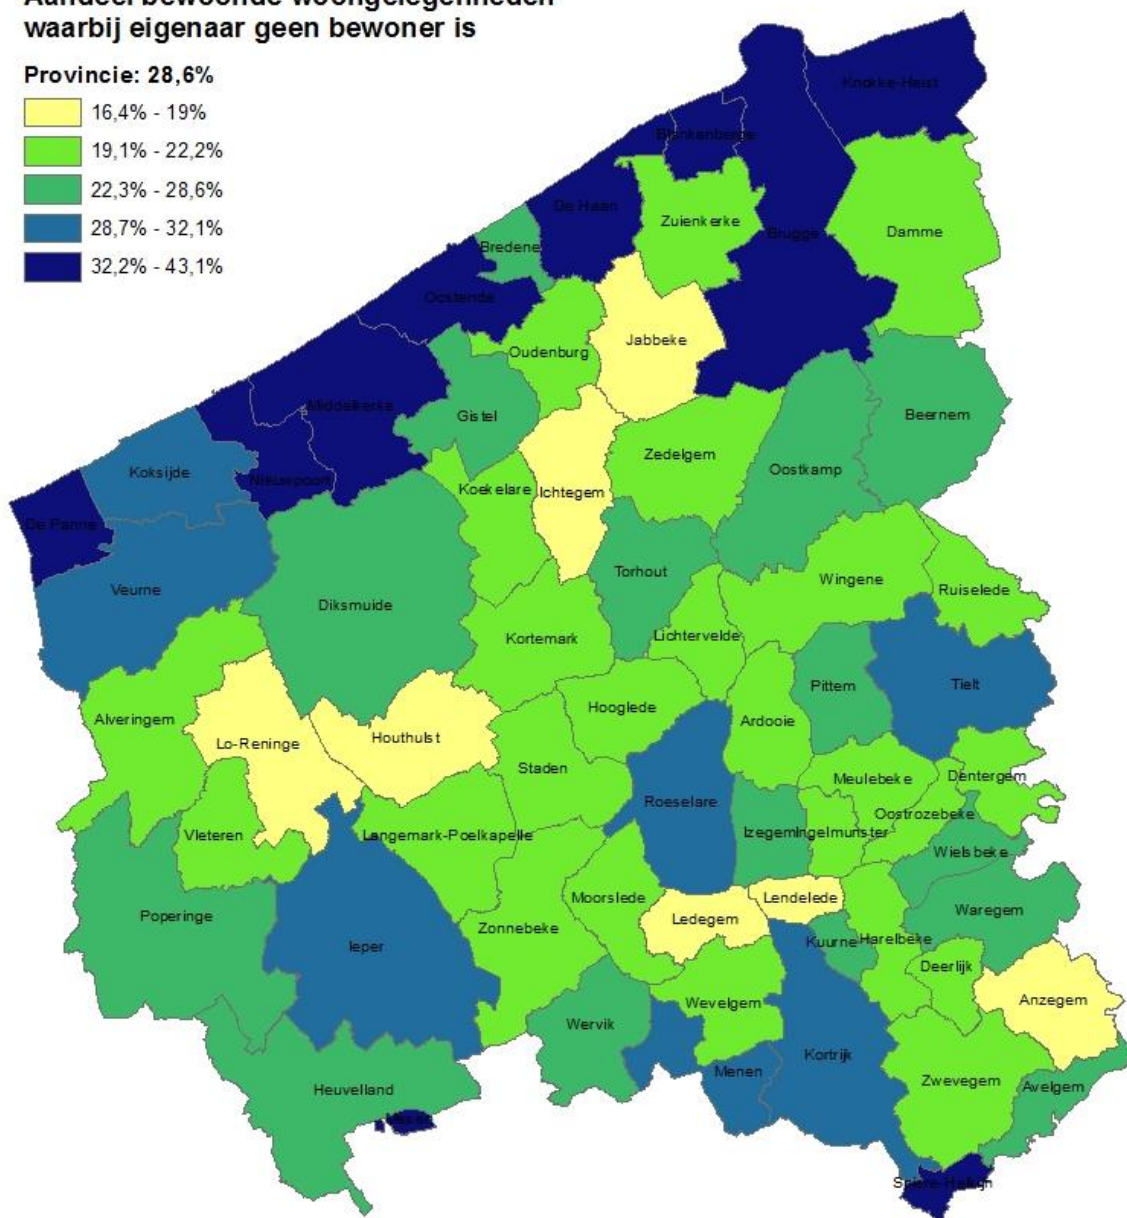 Aandeel bewoonde woongelegenheden
waarbij eigenaar geen bewoner is
Provincie: 28,6%
16,4% - 19%
19,1% - 22,2%
22,3% - 28,6%
28,7% - 32,1%
32,2% - 43,1%
Knokke-Heist
Blankenberge
De Haan
Zuienkerke
Brugge
Damme
Bredene
Oostende
Oudenburg
Jabbeke
Middelkerke
Gistel
Beernem
Koksijde
Nieuwpoort
Koekelare
Ichtegem
Zedelgem
Oostkamp
De Panne
Veurne
Diksmuide
Torhout
Wingene
Ruiselede
Kortemark
Lichtervelde
Pittem
Tielt
Alveringem
Lo-Reninge
Houthulst
Hooglede
Ardooie
Staden
Meulebeke
Dentergem
Vleteren
Langemark-Poelkapelle
Roeselare
Izegem
Ingelmunster
Oostrozebeke
Wielsbeke
Poperinge
Ieper
Zonnebeke
Moorslede
Ledegem
Lendelede
Waregem
Kuurne
Harelbeke
Deerlijk
Anzegem
Wevelgem
Wervik
Menen
Kortrijk
Zwevegem
Avelgem
Heuvelland
Mesen
Spiere-Helkijn